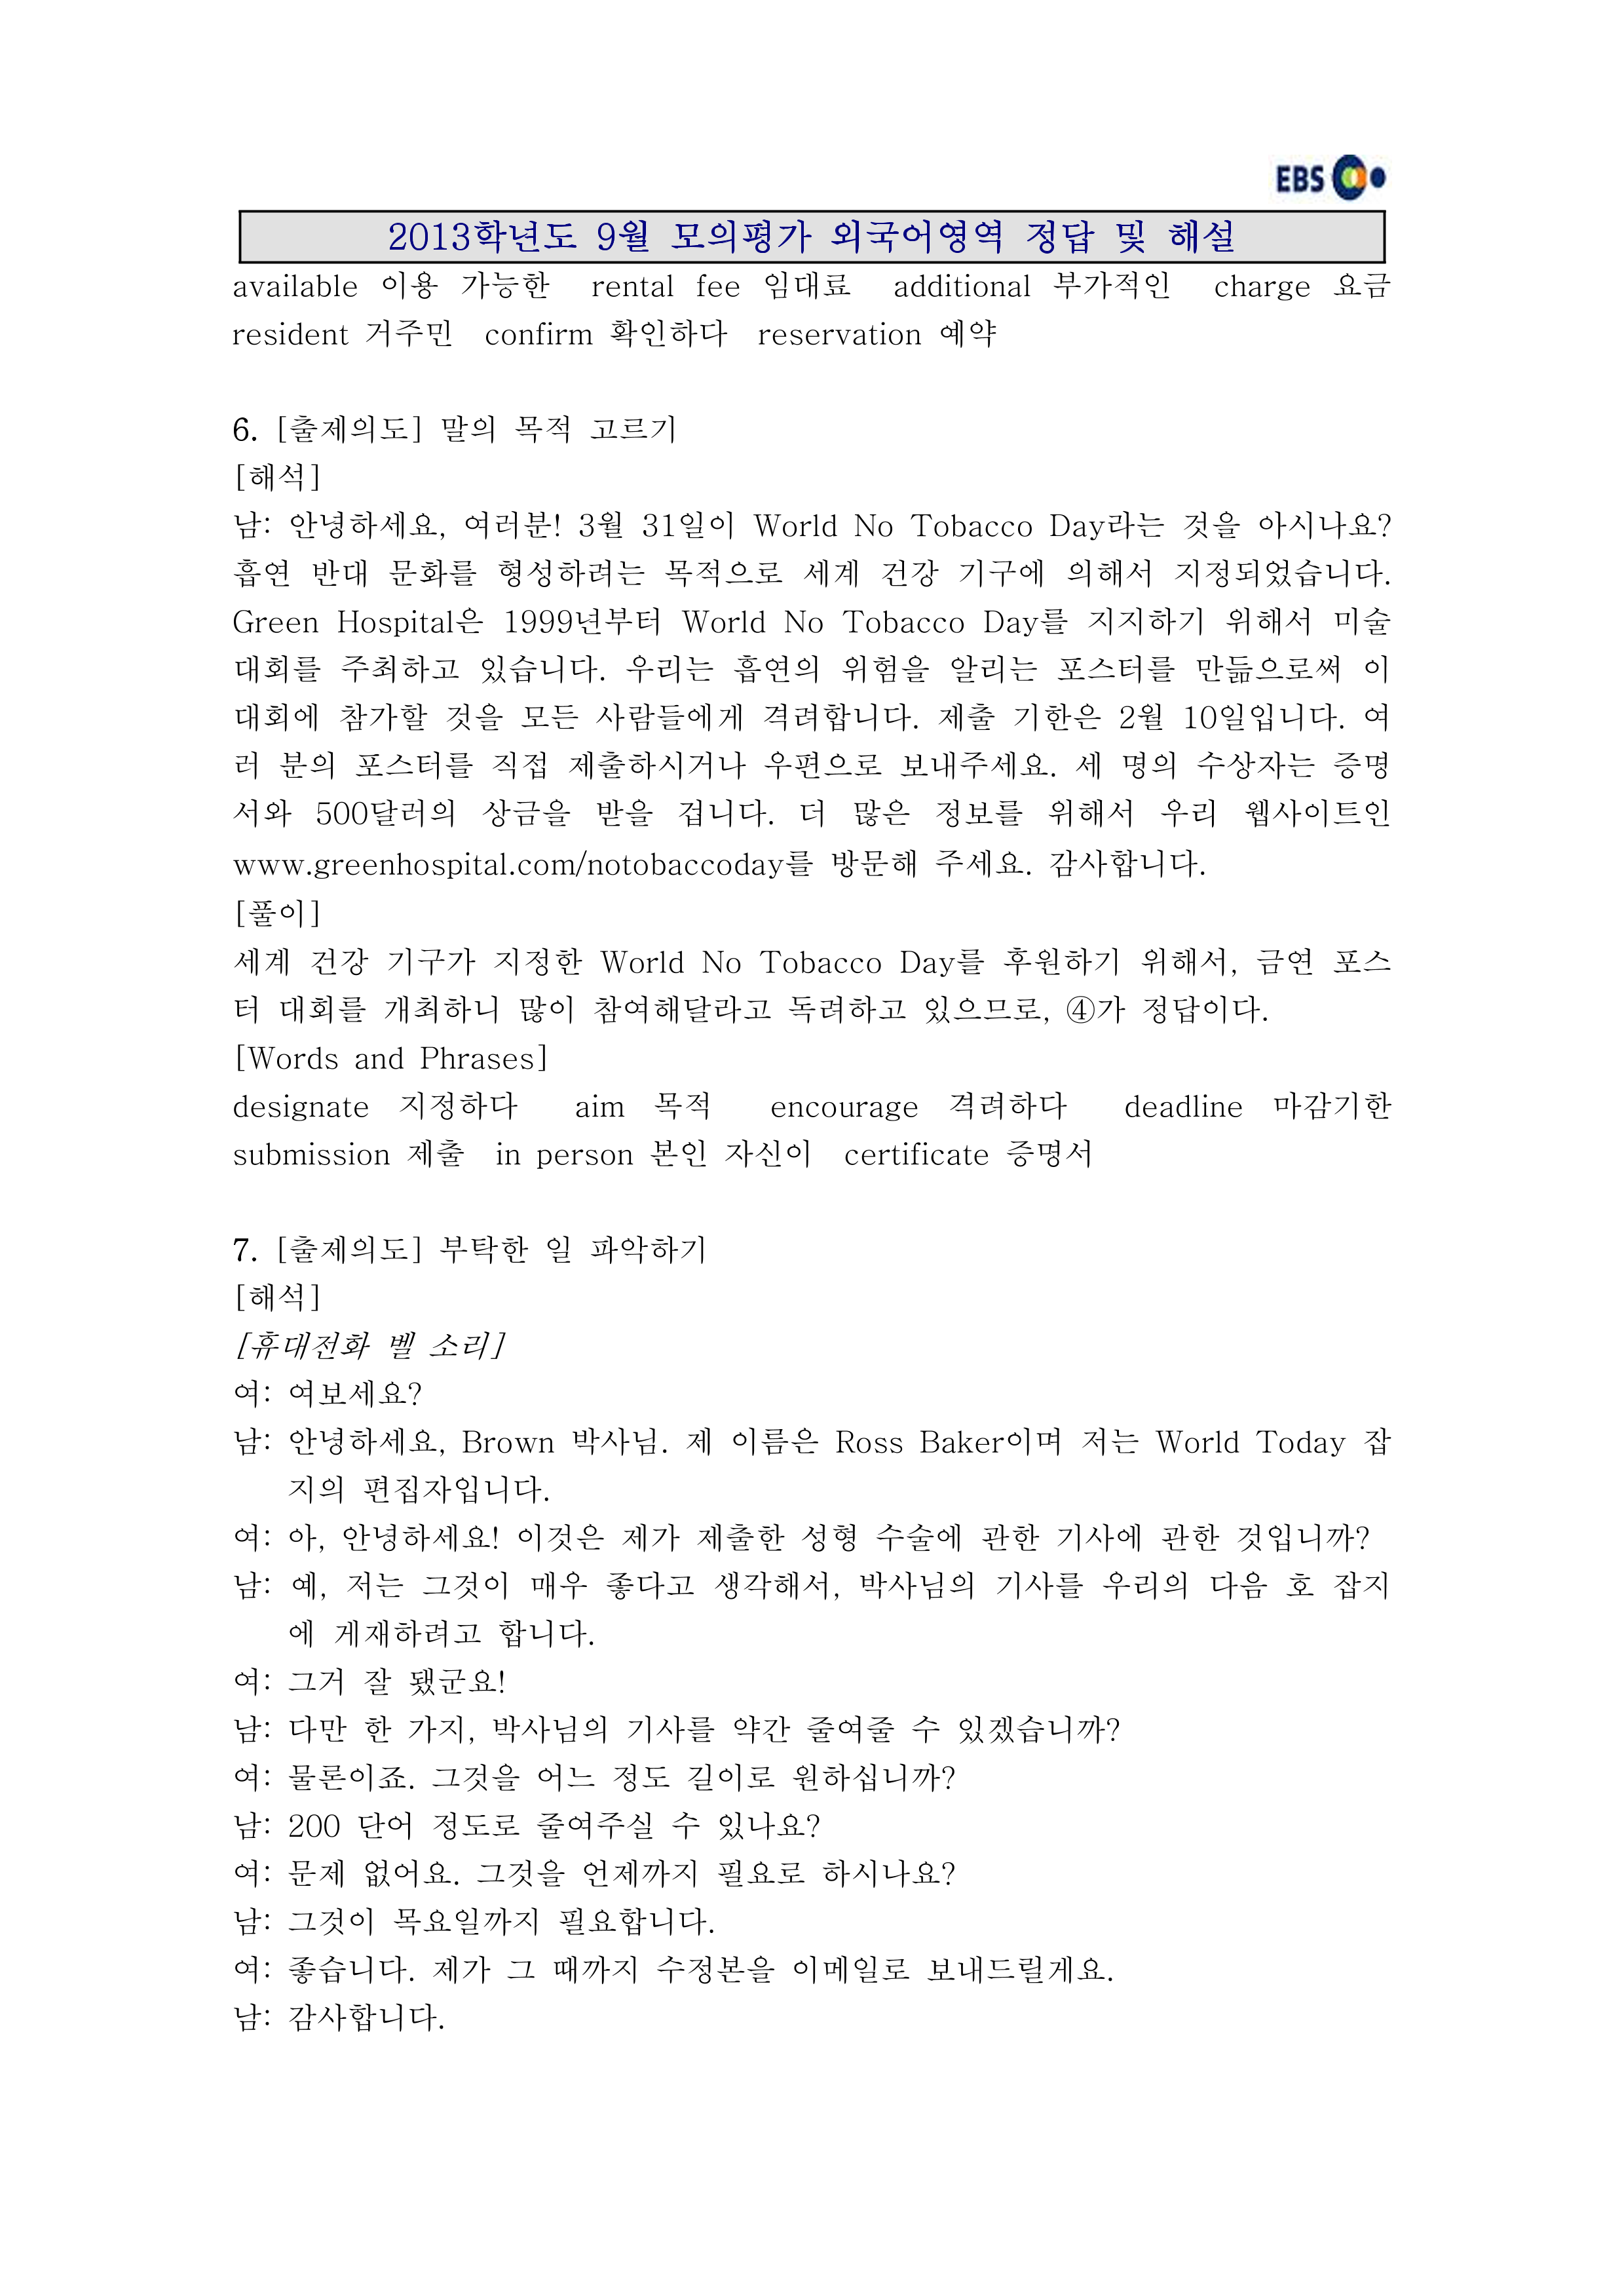 EBS
2013학년도 9월 모의평가 외국어영역 정답 및 해설
available 이용 가능한 rental fee 임대료 additional 부가적인 charge 요금
resident 거주민 confirm 확인하다 reservation 예약
6. [출제의도] 말의 목적 고르기
[해석]
남: 안녕하세요, 여러분! 3월 31일이 World No Tobacco Day라는 것을 아시나요?
흡연 반대 문화를 형성하려는 목적으로 세계 건강 기구에 의해서 지정되었습니다.
Green Hospital은 1999년부터 World No Tobacco Day를 지지하기 위해서 미술
대회를 주최하고 있습니다. 우리는 흡연의 위험을 알리는 포스터를 만듦으로써 이
대회에 참가할 것을 모든 사람들에게 격려합니다. 제출 기한은 2월 10일입니다. 여
러 분의 포스터를 직접 제출하시거나 우편으로 보내주세요. 세 명의 수상자는 증명
서와 500달러의 상금을 받을 겁니다. 더 많은 정보를 위해서 우리 웹사이트인
www.greenhospital.com/notobaccoday를 방문해 주세요. 감사합니다.
[풀이]
세계 건강 기구가 지정한 World No Tobacco Day를 후원하기 위해서, 금연 포스
터 대회를 개최하니 많이 참여해달라고 독려하고 있으므로, ④가 정답이다.
[Words and Phrases]
designate 지정하다 aim 목적 encourage 격려하다 deadline 마감기한
submission 제출 in person 본인 자신이 certificate 증명서
7. [출제의도] 부탁한 일 파악하기
[해석]
[휴대전화 벨 소리]
여: 여보세요?
남: 안녕하세요, Brown 박사님. 제 이름은 Ross Baker이며 저는 World Today 잡
지의 편집자입니다.
여: 아, 안녕하세요! 이것은 제가 제출한 성형 수술에 관한 기사에 관한 것입니까?
남: 예, 저는 그것이 매우 좋다고 생각해서, 박사님의 기사를 우리의 다음 호 잡지
에 게재하려고 합니다.
여: 그거 잘 됐군요!
남: 다만 한 가지, 박사님의 기사를 약간 줄여줄 수 있겠습니까?
여: 물론이죠. 그것을 어느 정도 길이로 원하십니까?
남: 200 단어 정도로 줄여주실 수 있나요?
여: 문제 없어요. 그것을 언제까지 필요로 하시나요?
남: 그것이 목요일까지 필요합니다.
여: 좋습니다. 제가 그 때까지 수정본을 이메일로 보내드릴게요.
남: 감사합니다.